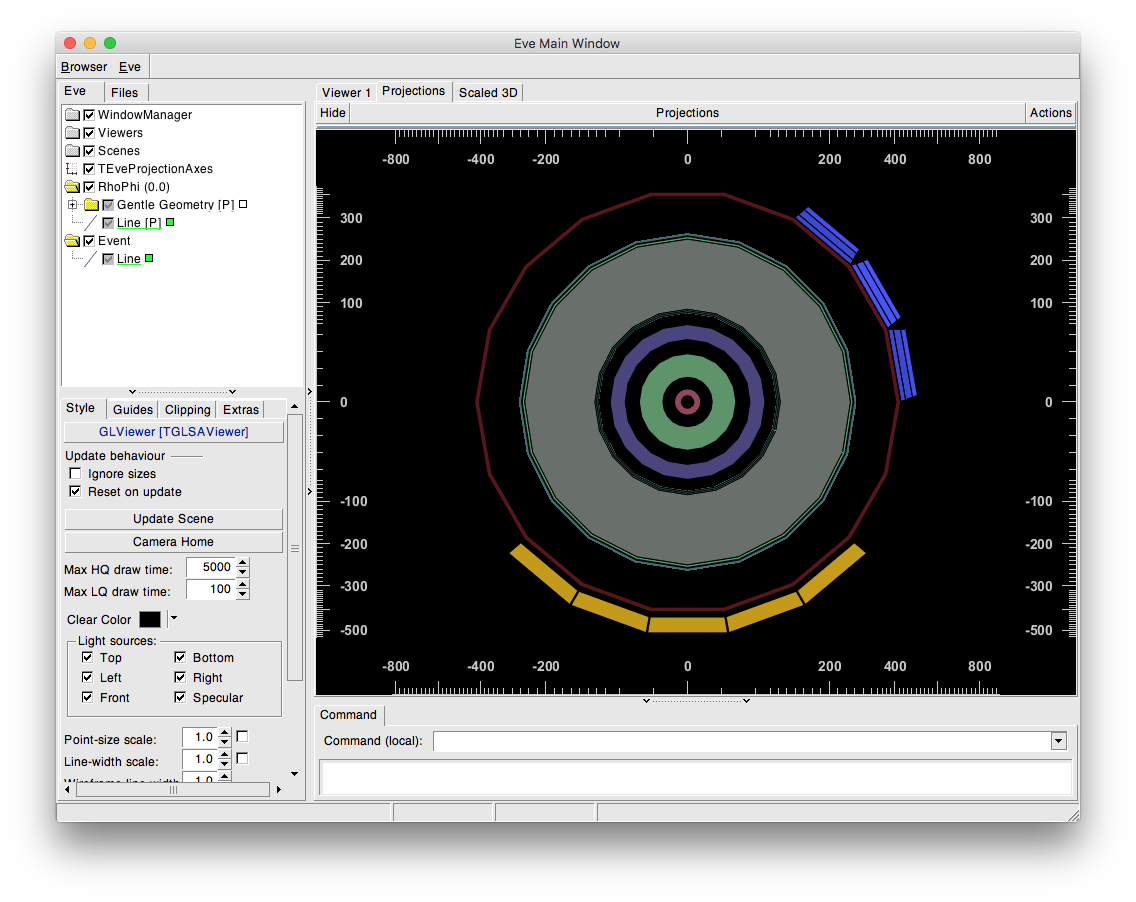 Eve Main Window
Browser Eve
Eve Files
WindowManager
Viewers
Scenes
TEveProjectionAxes
RhoPhi (0.0)
Gentle Geometry [P]
Line [P]
Event
Line
Style Guides Clipping Extras
GLViewer [TGLSAViewer]
Update behaviour
Ignore sizes
Reset on update
Update Scene
Camera Home
Max HQ draw time: 5000
Max LQ draw time: 100
Clear Color
Light sources:
Top Bottom
Left Right
Front Specular
Point-size scale: 1.0
Line-width scale: 1.0
Wireframe line-width 1.0
Viewer 1 Projections Scaled 3D
Hide Projections Actions
-800 -400 -200 0 200 400 800
300 300
200 200
100 100
0 0
-100 -100
-200 -200
-300 -300
-500 -500
-800 -400 -200 0 200 400 800
Command
Command (local):